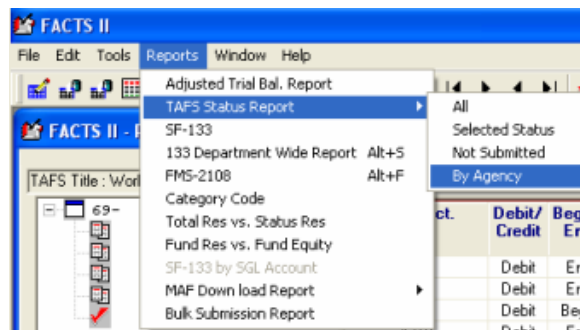 FACTS II
File Edit Tools Reports Window Help
Adjusted Trial Bal. Report
TAFS Status Report
All
SF-133
Selected Status
FACTS II -
133 Department Wide Report Alt+S
Not Submitted
FMS-2108 Alt+F
By Agency
TAFS Title :
Category Code
69-
Total Res vs. Status Res
Debit/
Fund Res vs. Fund Equity
Credit
SF-133 by SGL Account
Debit
MAF Down load Report
Debit
Bulk Submission Report
Debit